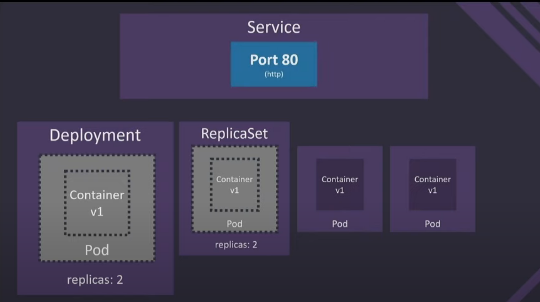 Service
Port 80
(http)
Deployment
Container
v1
Pod
replicas: 2
ReplicaSet
Container
v1
Pod
replicas: 2
Container
v1
Pod
Container
v1
Pod